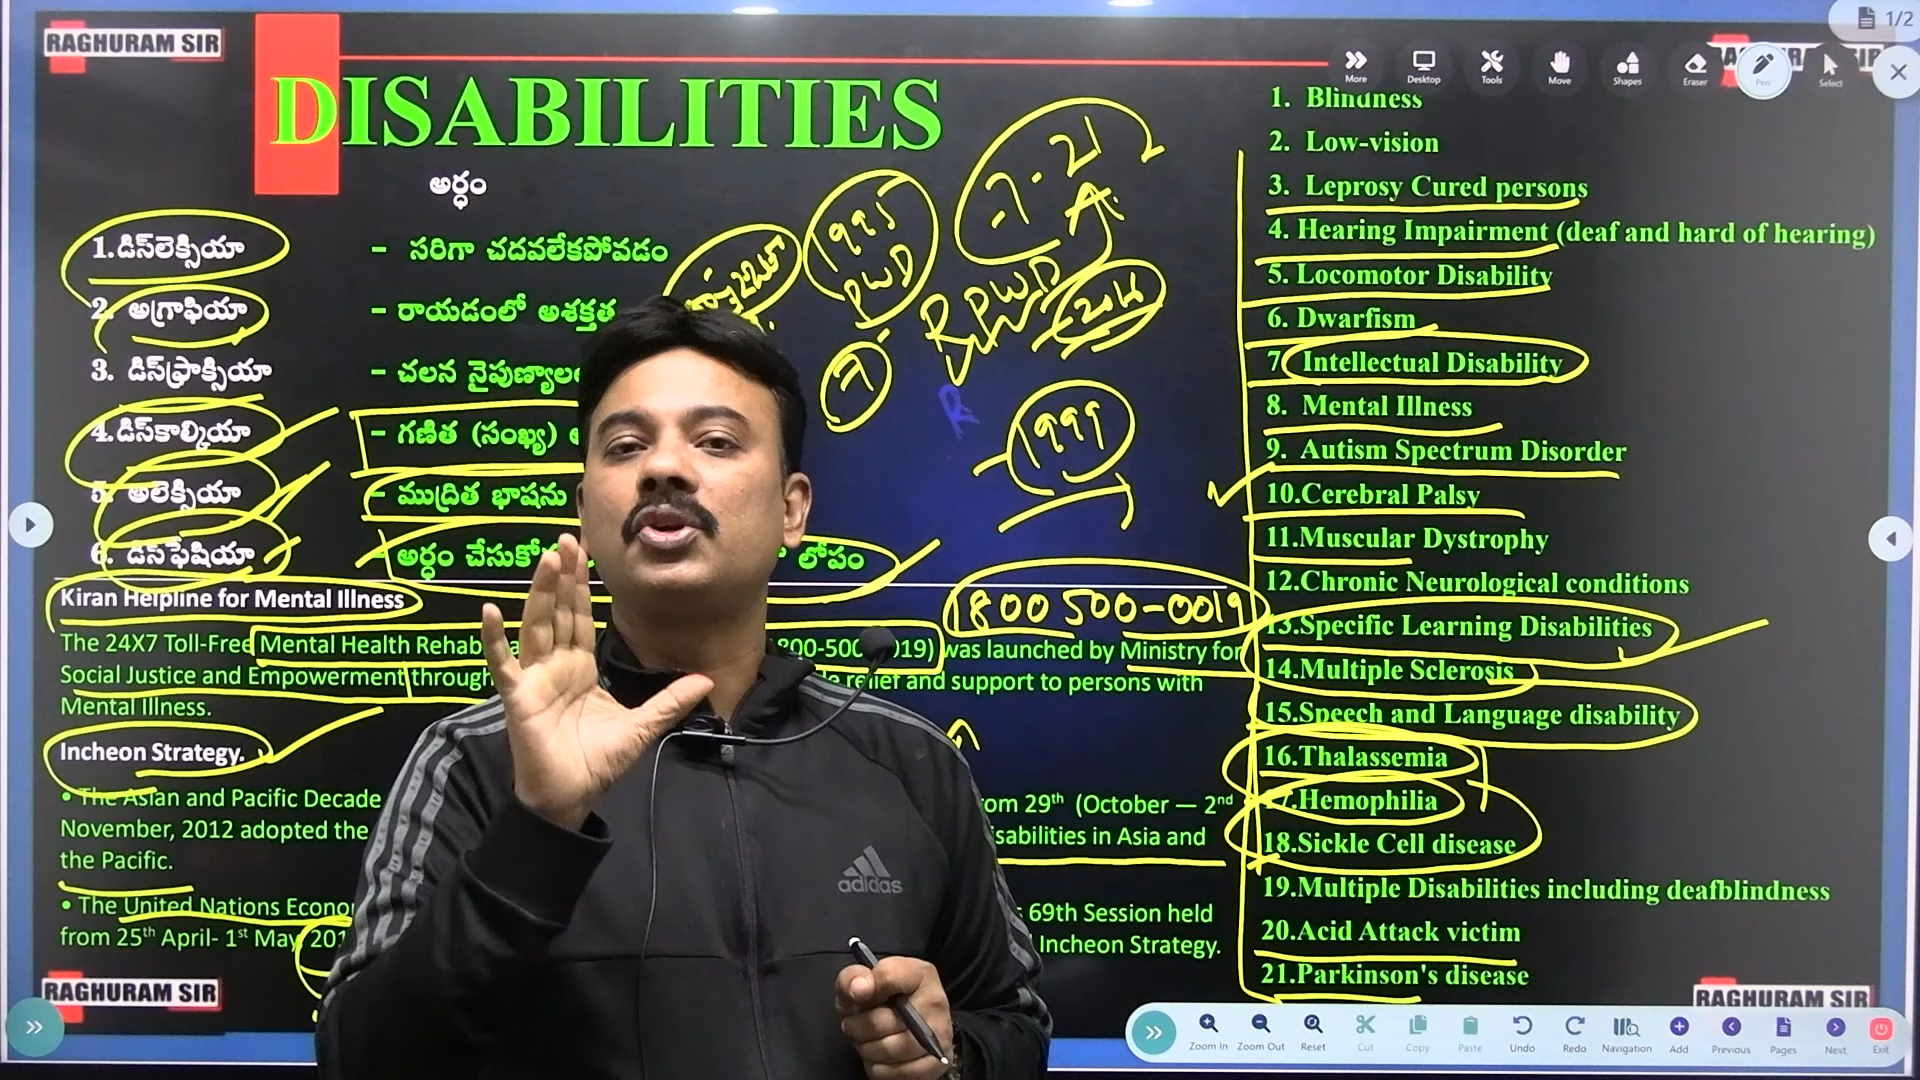 RAGHURAM SIR
1/2
DISABILITIES
అర్ధం
More
Desktop
Tools
Move
Shapes
Eraser
Pen
Select
1.డిస్‌లెక్సియా – సరిగా చదవలేకపోవడం
2. అగ్రాఫియా – రాయడంలో అశక్తత
3. డిస్‌ప్రాక్సియా – చలన
4.డిస్‌కాల్కియా – గణిత (సంఖ్య)
5. అలెక్సియా – ముద్రిత భాషను
6. డిస్‌ఫేషియా – అర్ధం లోపం
1995
PWD
7
7.21
RPWD
2016
1999
R
1800 500-0019
Kiran Helpline for Mental Illness
The 24X7 Toll-Free Mental Health Rehab 800-500 019) was launched by Ministry for
Social Justice and Empowerment through relief and support to persons with
Mental Illness.
Incheon Strategy.
• The Asian and Pacific Decade om 29th (October — 2nd
November, 2012 adopted the isabilities in Asia and
the Pacific.
• The United Nations Econo 69th Session held
from 25th April- 1st May, 201 Incheon Strategy.
1. Blindness
2. Low-vision
3. Leprosy Cured persons
4. Hearing Impairment (deaf and hard of hearing)
5. Locomotor Disability
6. Dwarfism
7 Intellectual Disability
8. Mental Illness
9. Autism Spectrum Disorder
10.Cerebral Palsy
11.Muscular Dystrophy
12.Chronic Neurological conditions
13.Specific Learning Disabilities
14.Multiple Sclerosis
15.Speech and Language disability
16.Thalassemia
17.Hemophilia
18.Sickle Cell disease
19.Multiple Disabilities including deafblindness
20.Acid Attack victim
21.Parkinson's disease
adidas
RAGHURAM SIR
RAGHURAM SIR
Zoom In
Zoom Out
Reset
Cut
Copy
Paste
Undo
Redo
Navigation
Add
Previous
Pages
Next
Exit